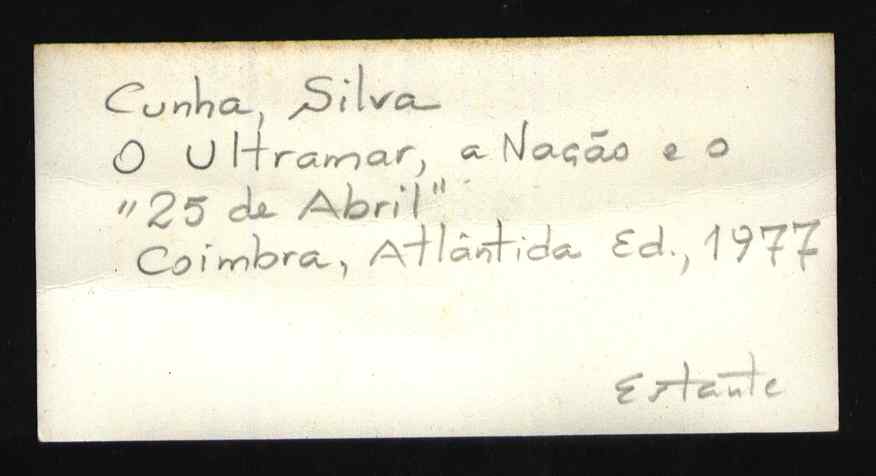 Cunha, Silva
O Ultramar, a Nação e o
"25 de Abril"
Coimbra, Atlântida Ed., 1977
Estante